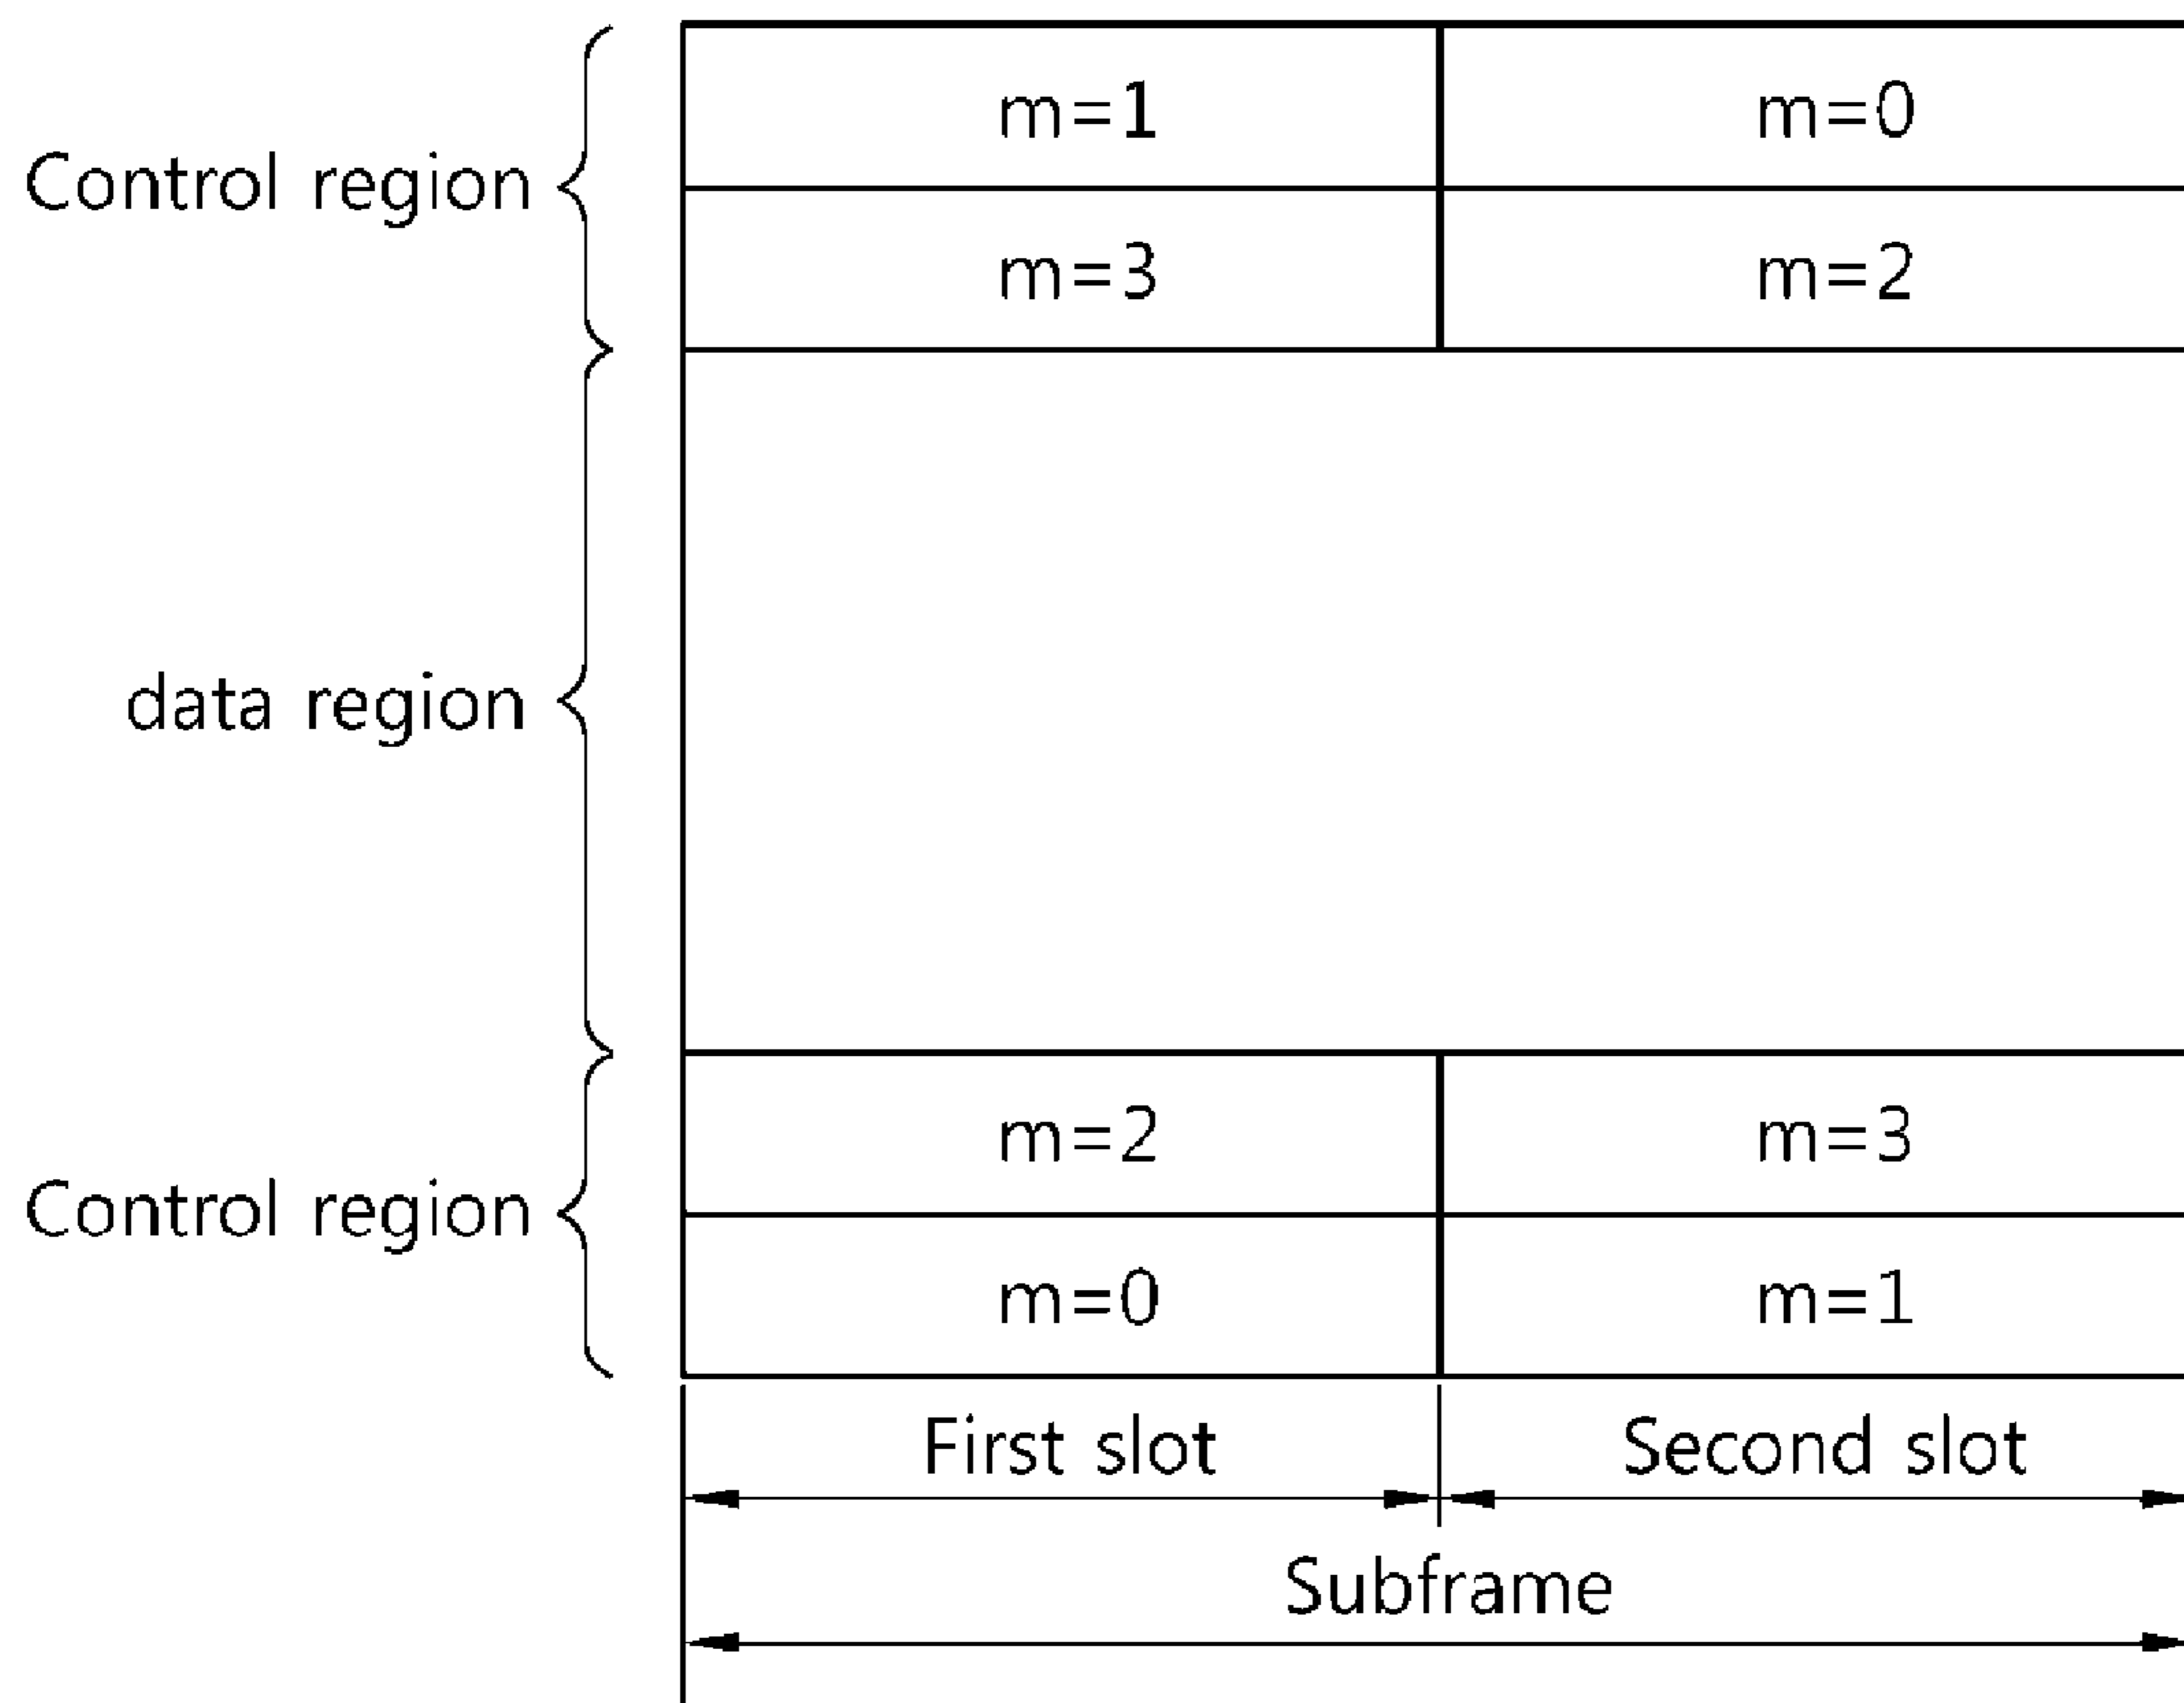 m=1 m=0
Control region
m=3 m=2
data region
m=2 m=3
Control region
m=0 m=1
First slot Second slot
Subframe